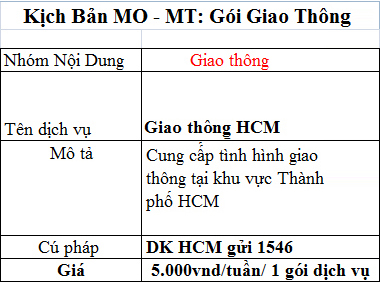 Kịch Bản MO - MT: Gói Giao Thông
Nhóm Nội Dung Giao thông
Tên dịch vụ Giao thông HCM
Mô tả Cung cấp tình hình giao
thông tại khu vực Thành
phố HCM
Cú pháp DK HCM gửi 1546
Giá 5.000vnd/tuần/ 1 gói dịch vụ